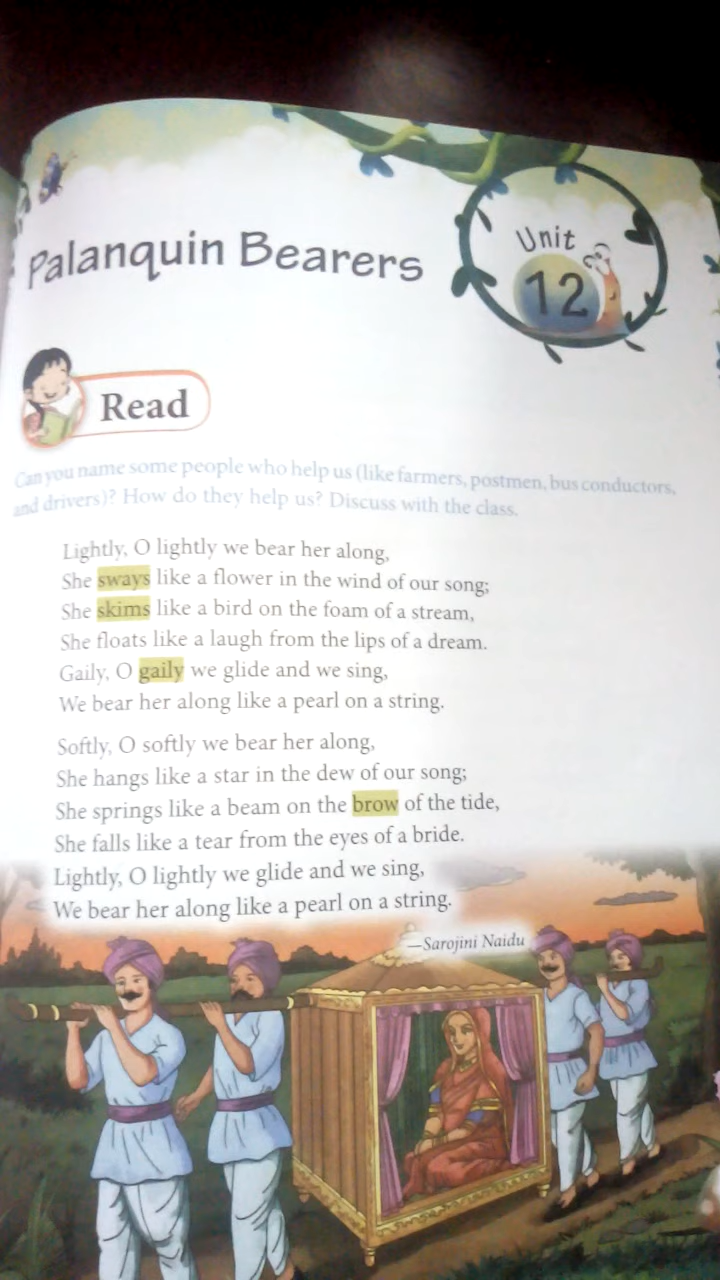 Palanquin Bearers
Unit
12
Read
Can you name some people who help us (like farmers, postmen, bus conductors,
and drivers)? How do they help us? Discuss with the class.
Lightly, O lightly we bear her along,
She sways like a flower in the wind of our song;
She skims like a bird on the foam of a stream,
She floats like a laugh from the lips of a dream.
Gaily, O gaily we glide and we sing,
We bear her along like a pearl on a string.
Softly, O softly we bear her along,
She hangs like a star in the dew of our song;
She springs like a beam on the brow of the tide,
She falls like a tear from the eyes of a bride.
Lightly, O lightly we glide and we sing,
We bear her along like a pearl on a string.
—Sarojini Naidu